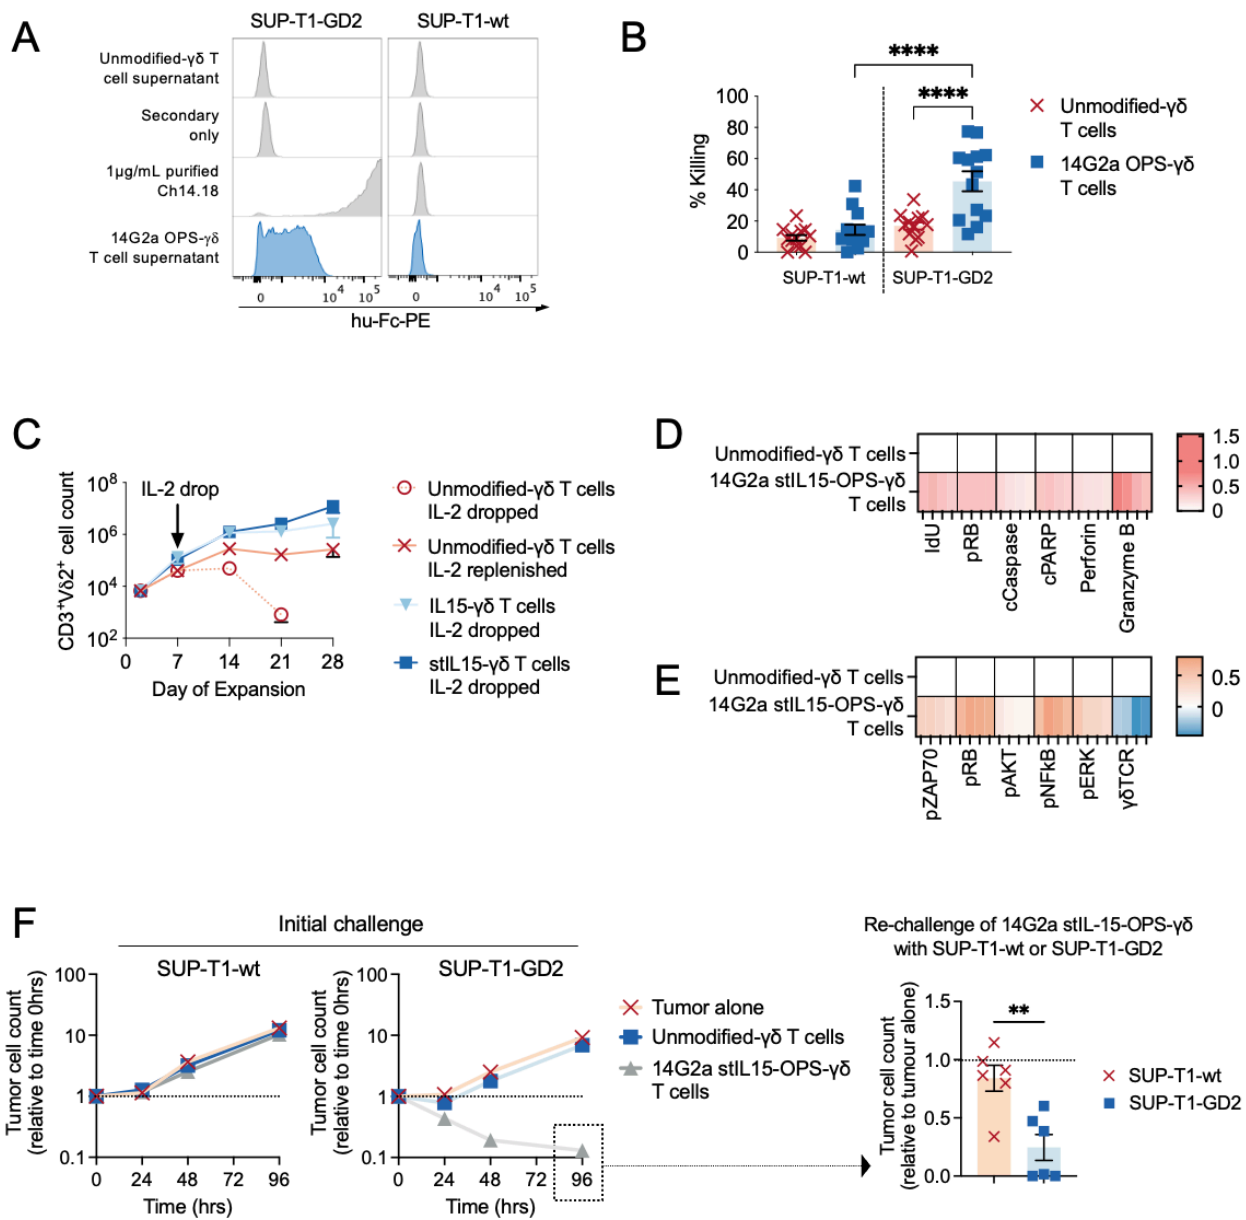 A
SUP-T1-GD2
SUP-T1-wt
Unmodified-γδ T
cell supernatant
Secondary
only
1µg/mL purified
Ch14.18
14G2a OPS-γδ
T cell supernatant
0
10^4
10^5
0
10^4
10^5
hu-Fc-PE
B
****
****
100
80
60
40
20
0
% Killing
SUP-T1-wt
SUP-T1-GD2
Unmodified-γδ
T cells
14G2a OPS-γδ
T cells
C
10^8
10^6
10^4
10^2
CD3⁺Vδ2⁺ cell count
IL-2 drop
0
7
14
21
28
Day of Expansion
Unmodified-γδ T cells
IL-2 dropped
Unmodified-γδ T cells
IL-2 replenished
IL15-γδ T cells
IL-2 dropped
stIL15-γδ T cells
IL-2 dropped
D
Unmodified-γδ T cells
14G2a stIL15-OPS-γδ
T cells
IdU
pRB
cCaspase
cPARP
Perforin
Granzyme B
1.5
1.0
0.5
0
E
Unmodified-γδ T cells
14G2a stIL15-OPS-γδ
T cells
pZAP70
pRB
pAKT
pNFkB
pERK
γδTCR
0.5
0
F
Initial challenge
SUP-T1-wt
Tumor cell count
(relative to time 0hrs)
100
10
1
0.1
0
24
48
72
96
Time (hrs)
SUP-T1-GD2
Tumor cell count
(relative to time 0hrs)
100
10
1
0.1
0
24
48
72
96
Time (hrs)
Tumor alone
Unmodified-γδ T cells
14G2a stIL15-OPS-γδ
T cells
Re-challenge of 14G2a stIL-15-OPS-γδ
with SUP-T1-wt or SUP-T1-GD2
Tumor cell count
(relative to tumour alone)
1.5
1.0
0.5
0.0
**
SUP-T1-wt
SUP-T1-GD2